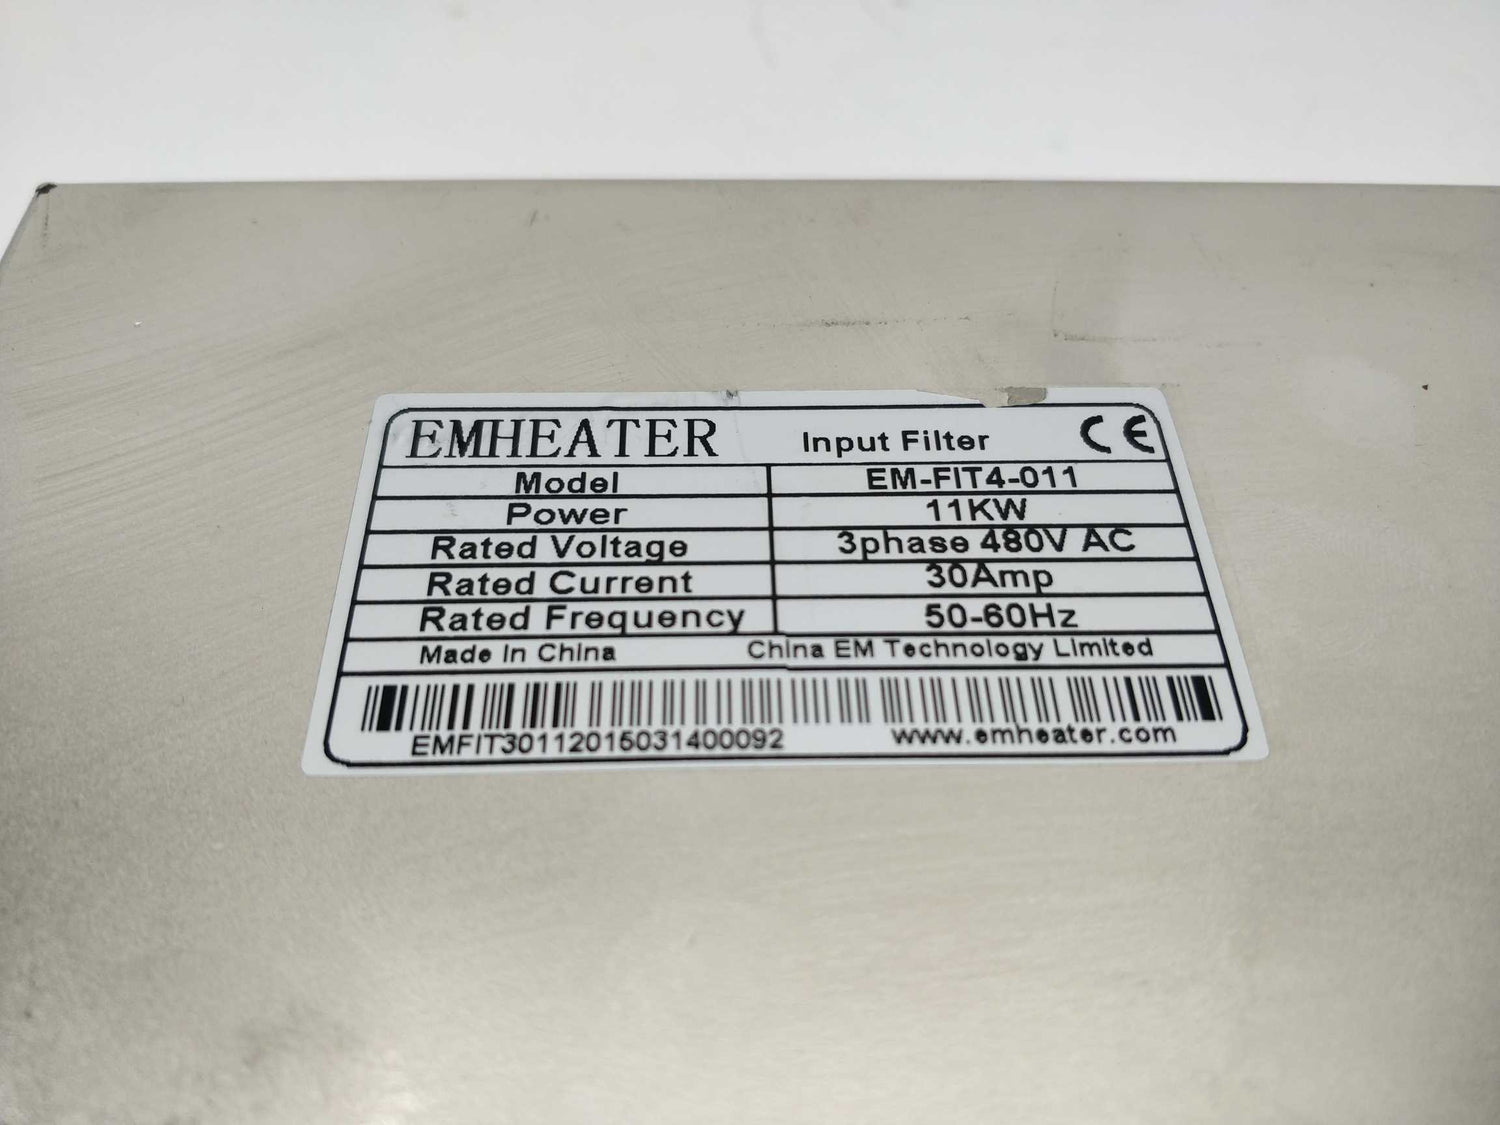 EMHEATER Input Filter CE
Model EM-FIT4-011
Power 11KW
Rated Voltage 3phase 480V AC
Rated Current 30Amp
Rated Frequency 50-60Hz
Made In China China EM Technology Limited
EMFIT30112015031400092 www.emheater.com